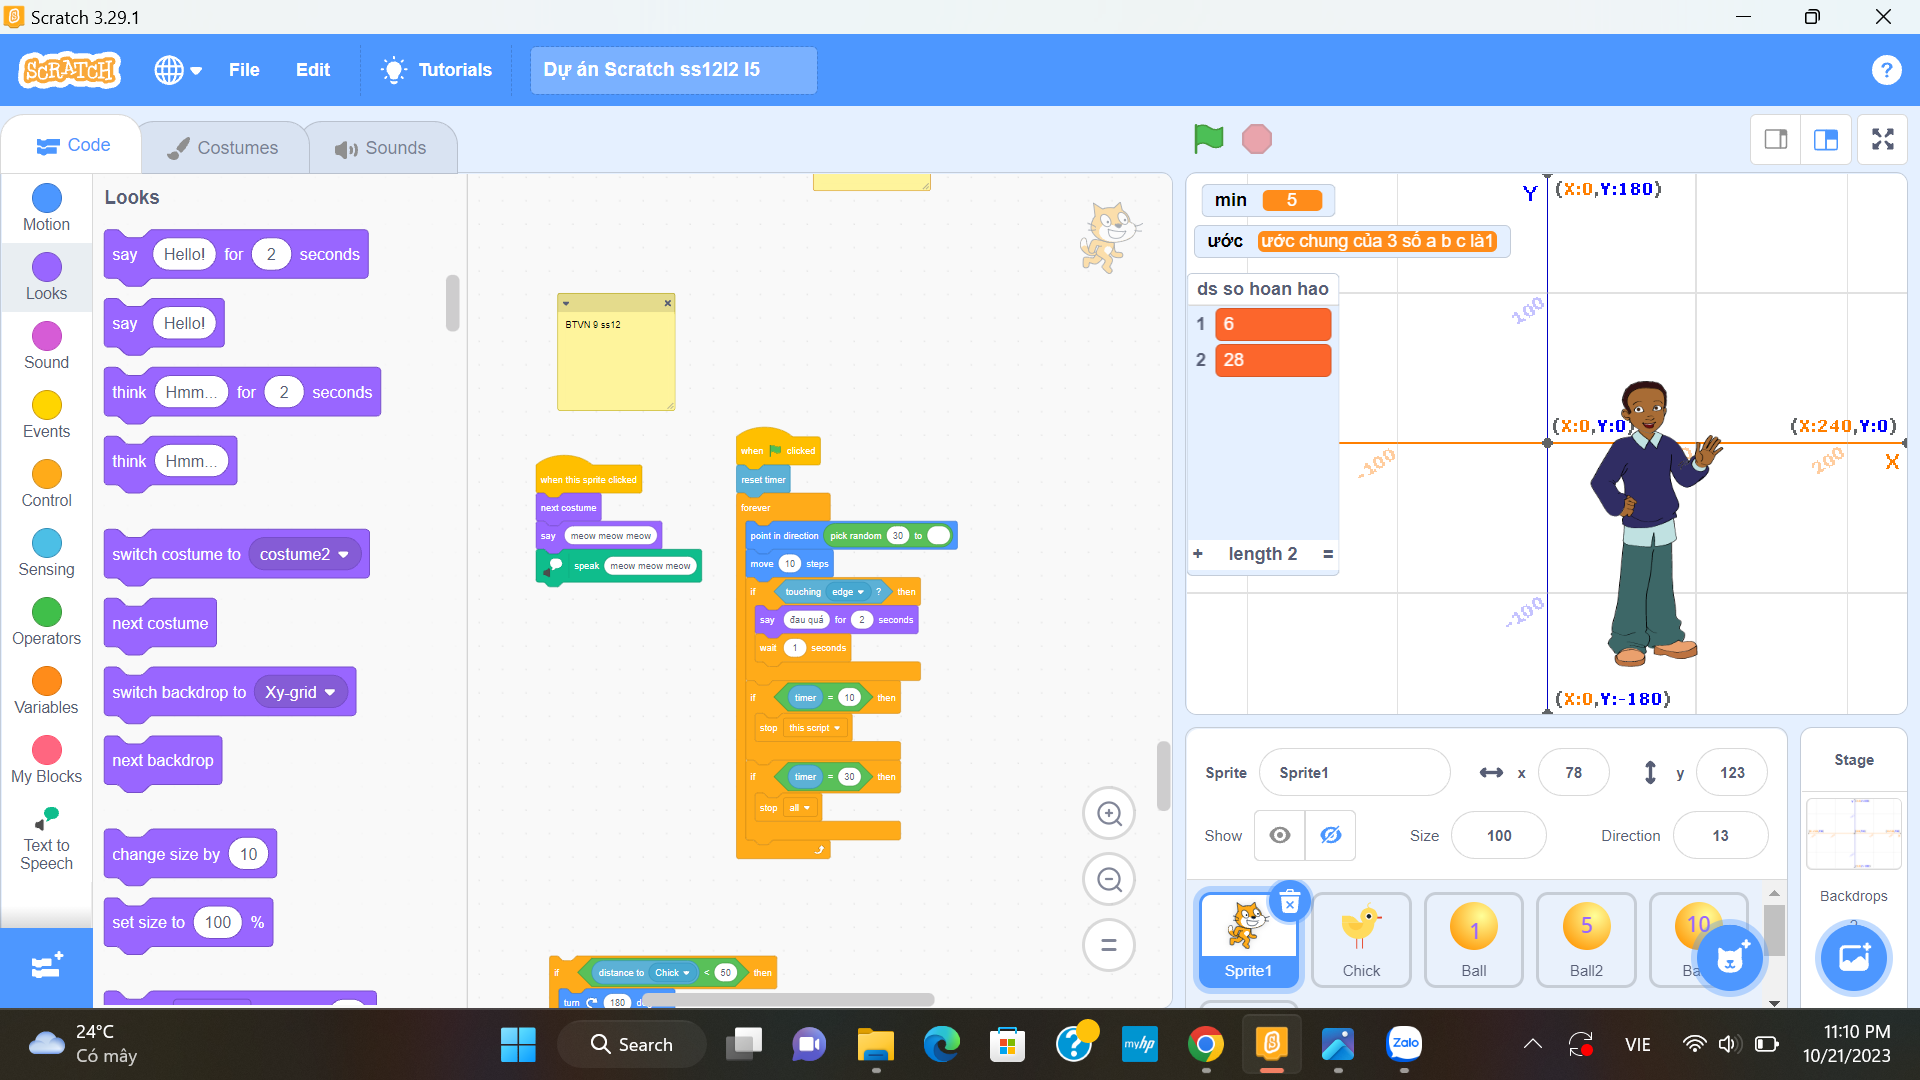 Scratch 3.29.1
SCRATCH
File
Edit
Tutorials
Dự án Scratch ss12l2 l5
?
Code
Costumes
Sounds
Motion
Looks
Sound
Events
Control
Sensing
Operators
Variables
My Blocks
Text to
Speech
Looks
say Hello! for 2 seconds
say Hello!
think Hmm... for 2 seconds
think Hmm...
switch costume to costume2
next costume
switch backdrop to Xy-grid
next backdrop
change size by 10
set size to 100 %
BTVN 9 ss12
when this sprite clicked
next costume
say meow meow meow
speak meow meow meow
when clicked
reset timer
forever
point in direction pick random 30 to
move 10 steps
if touching edge ? then
say đau quá for 2 seconds
wait 1 seconds
if timer = 10 then
stop this script
if timer = 30 then
stop all
if distance to Chick < 50 then
turn 180
min 5
ước ước chung của 3 số a b c là1
ds so hoan hao
1 6
2 28
+ length 2 =
Y (X:0,Y:180)
100
(X:0,Y:0)
(X:240,Y:0)
-100
200
X
-100
(X:0,Y:-180)
Sprite Sprite1 x 78 y 123
Show Size 100 Direction 13
Sprite1
Chick
1
Ball
5
Ball2
10
Stage
Backdrops
24°C
Có mây
Search
myhp
Zalo
VIE
11:10 PM
10/21/2023